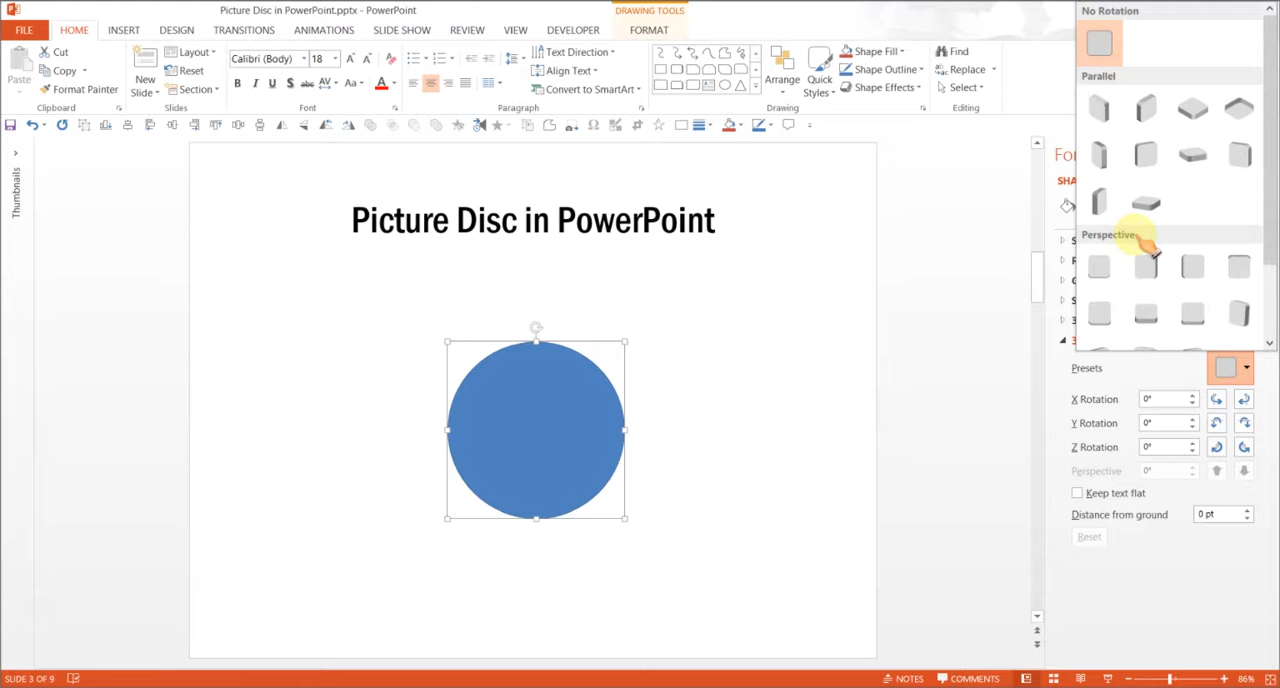 Picture Disc in PowerPoint.pptx - PowerPoint
DRAWING TOOLS
FILE HOME INSERT DESIGN TRANSITIONS ANIMATIONS SLIDE SHOW REVIEW VIEW DEVELOPER FORMAT
Paste
Cut
Copy
Format Painter
Clipboard
New
Slide
Layout
Reset
Section
Slides
Calibri (Body) 18
B I U S abc AV Aa A
Font
Text Direction
Align Text
Convert to SmartArt
Paragraph
Arrange
Quick
Styles
Shape Fill
Shape Outline
Shape Effects
Drawing
Find
Replace
Select
Editing
Thumbnails
Picture Disc in PowerPoint
No Rotation
Parallel
Perspective
SHA
Presets
X Rotation 0°
Y Rotation 0°
Z Rotation 0°
Perspective 0°
Keep text flat
Distance from ground 0 pt
Reset
SLIDE 3 OF 9
NOTES
COMMENTS
86%